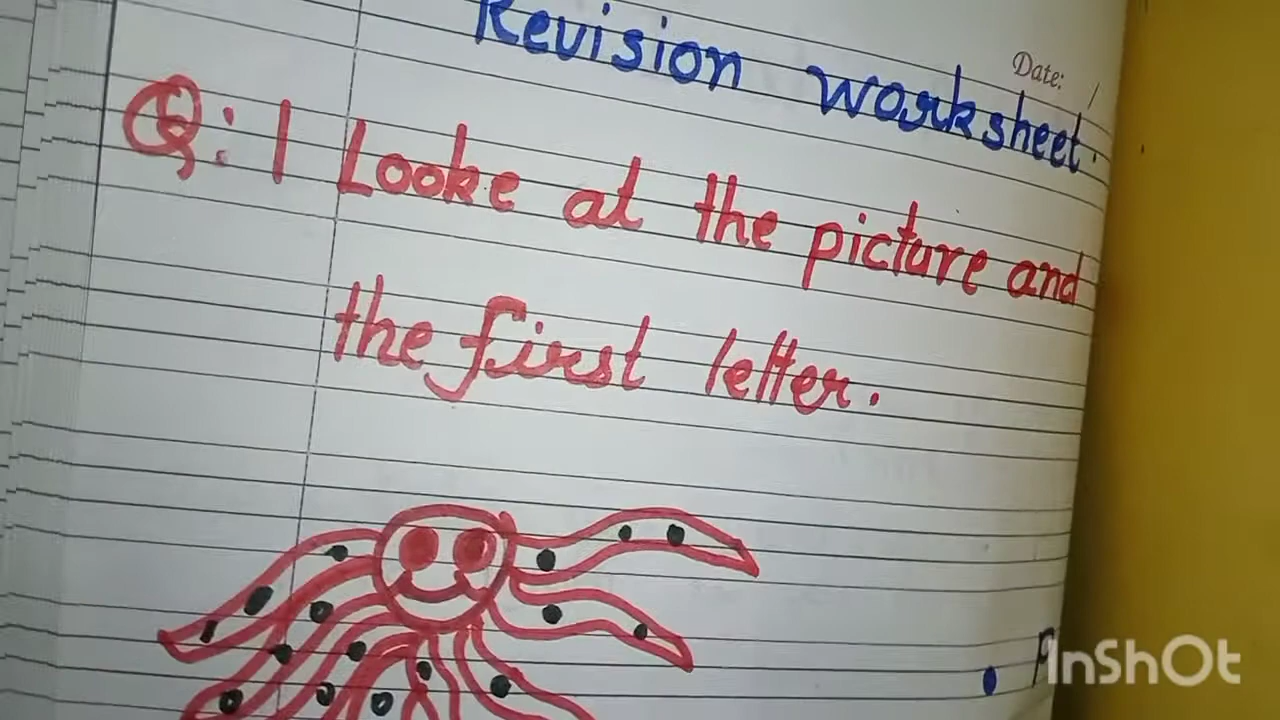 Revision worksheet.
Date: /
Q:1 Looke at the picture and
the first letter.
InShOt